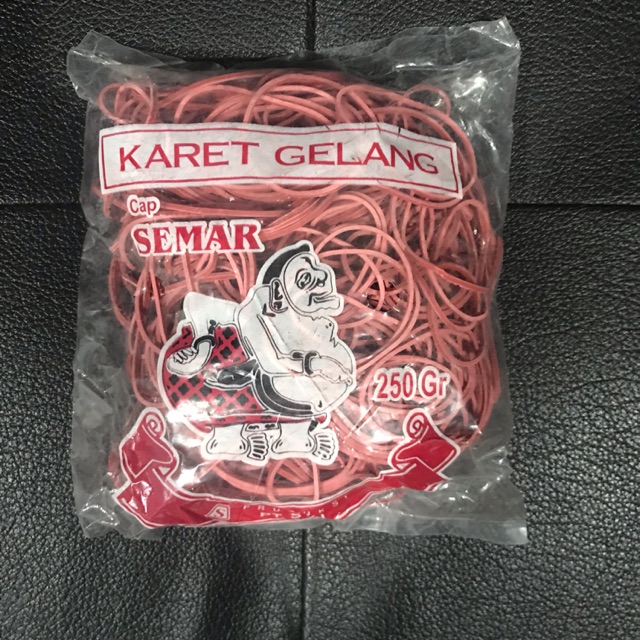 KARET GELANG
Cap
SEMAR
250 Gr